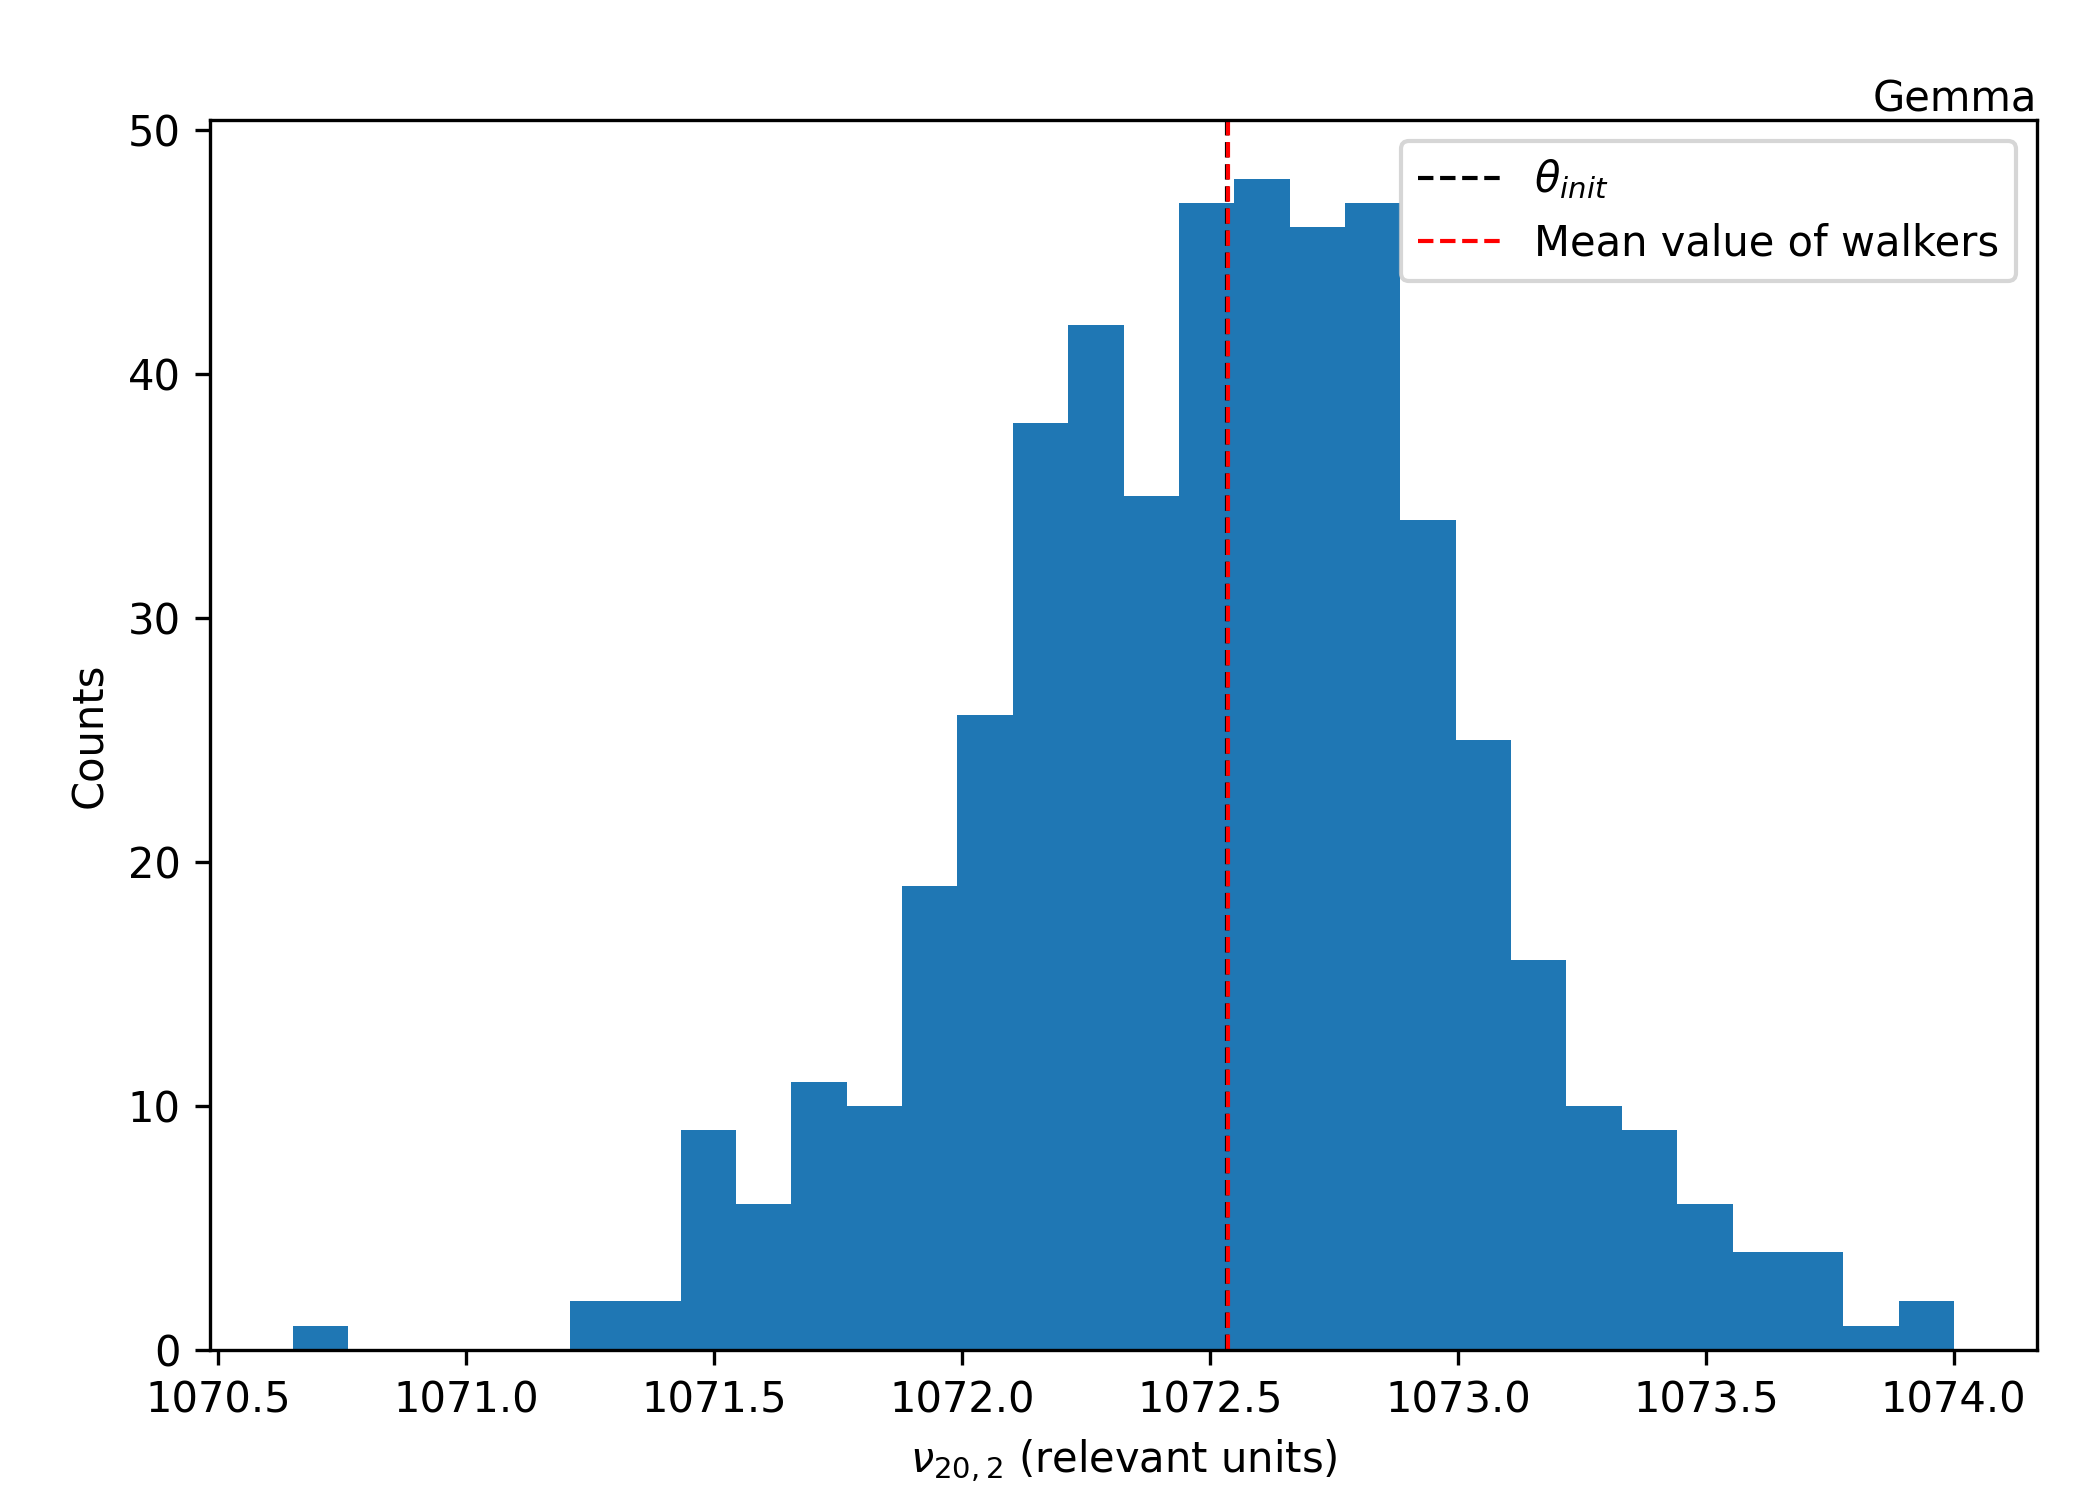 Gemma
50
40
30
20
10
0
Counts
θinit
Mean value of walkers
1070.5 1071.0 1071.5 1072.0 1072.5 1073.0 1073.5 1074.0
ν20, 2 (relevant units)